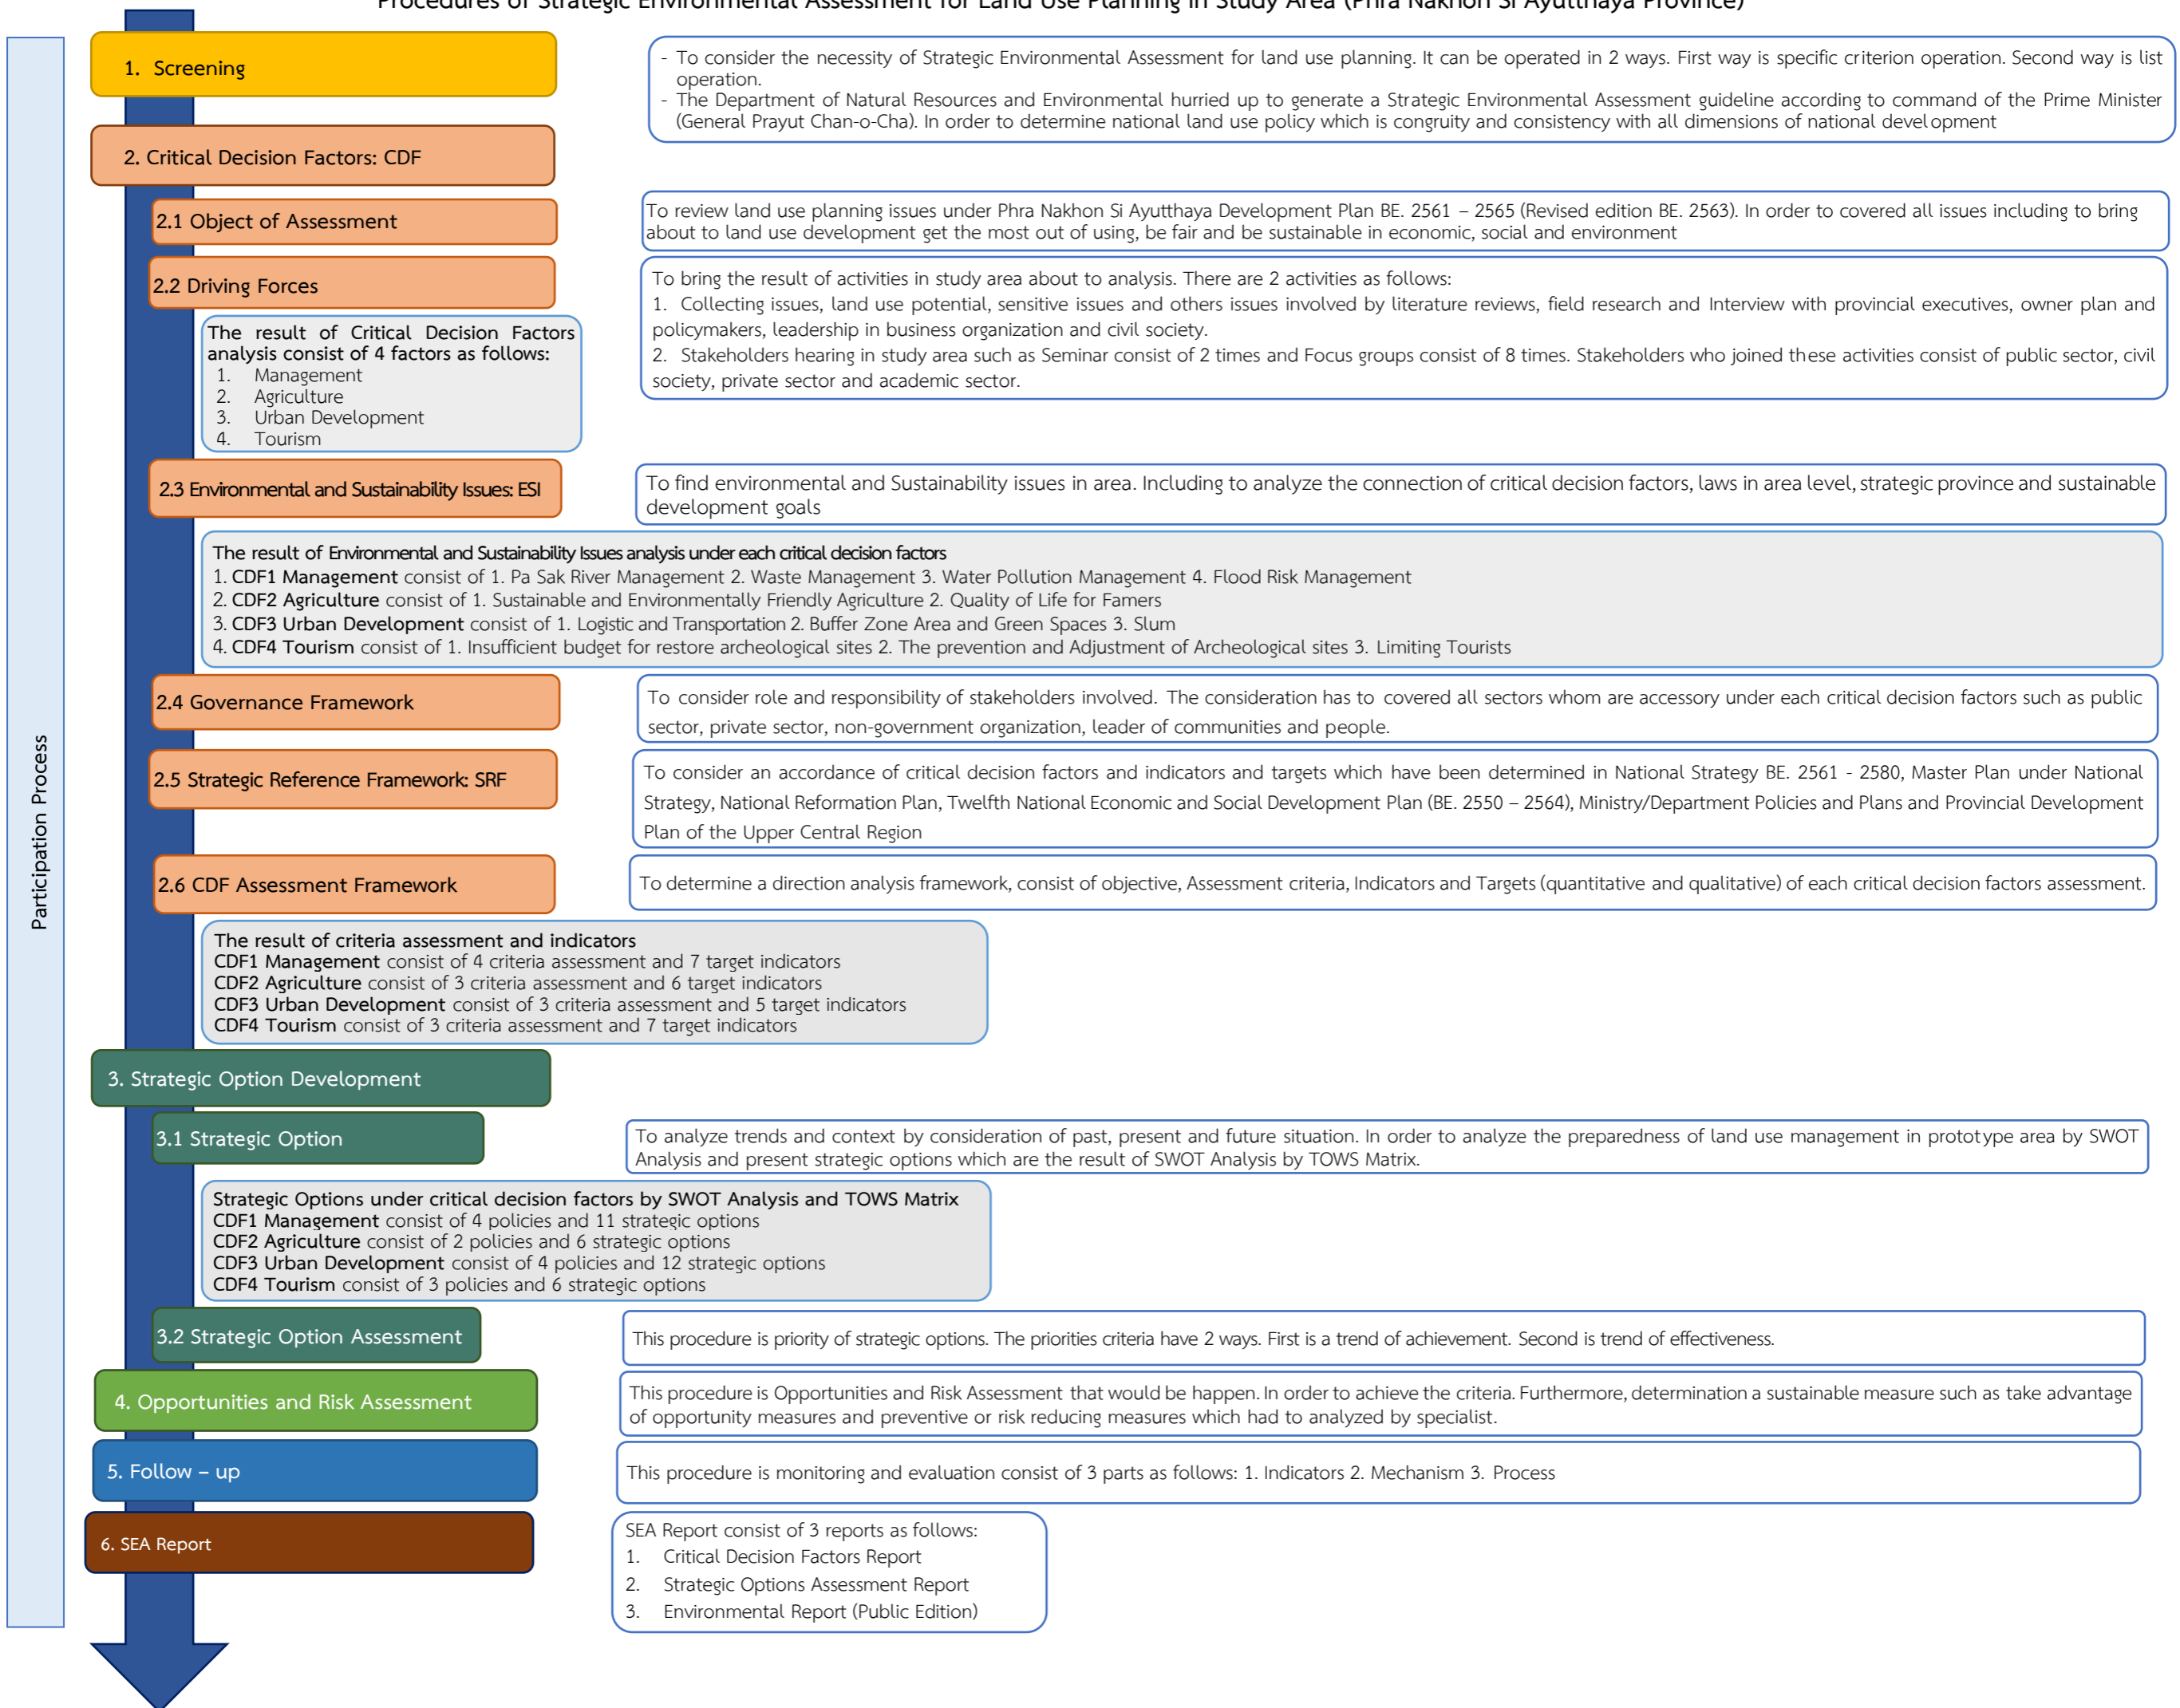 Procedures of Strategic Environmental Assessment for Land Use Planning in Study Area (Phra Nakhon Si Ayutthaya Province)
Participation Process
1. Screening
- To consider the necessity of Strategic Environmental Assessment for land use planning. It can be operated in 2 ways. First way is specific criterion operation. Second way is list
operation.
- The Department of Natural Resources and Environmental hurried up to generate a Strategic Environmental Assessment guideline according to command of the Prime Minister
(General Prayut Chan-o-Cha). In order to determine national land use policy which is congruity and consistency with all dimensions of national development
2. Critical Decision Factors: CDF
2.1 Object of Assessment
To review land use planning issues under Phra Nakhon Si Ayutthaya Development Plan BE. 2561 – 2565 (Revised edition BE. 2563). In order to covered all issues including to bring
about to land use development get the most out of using, be fair and be sustainable in economic, social and environment
2.2 Driving Forces
To bring the result of activities in study area about to analysis. There are 2 activities as follows:
1. Collecting issues, land use potential, sensitive issues and others issues involved by literature reviews, field research and Interview with provincial executives, owner plan and
policymakers, leadership in business organization and civil society.
2. Stakeholders hearing in study area such as Seminar consist of 2 times and Focus groups consist of 8 times. Stakeholders who joined these activities consist of public sector, civil
society, private sector and academic sector.
The result of Critical Decision Factors
analysis consist of 4 factors as follows:
1. Management
2. Agriculture
3. Urban Development
4. Tourism
2.3 Environmental and Sustainability Issues: ESI
To find environmental and Sustainability issues in area. Including to analyze the connection of critical decision factors, laws in area level, strategic province and sustainable
development goals
The result of Environmental and Sustainability Issues analysis under each critical decision factors
1. CDF1 Management consist of 1. Pa Sak River Management 2. Waste Management 3. Water Pollution Management 4. Flood Risk Management
2. CDF2 Agriculture consist of 1. Sustainable and Environmentally Friendly Agriculture 2. Quality of Life for Famers
3. CDF3 Urban Development consist of 1. Logistic and Transportation 2. Buffer Zone Area and Green Spaces 3. Slum
4. CDF4 Tourism consist of 1. Insufficient budget for restore archeological sites 2. The prevention and Adjustment of Archeological sites 3. Limiting Tourists
2.4 Governance Framework
To consider role and responsibility of stakeholders involved. The consideration has to covered all sectors whom are accessory under each critical decision factors such as public
sector, private sector, non-government organization, leader of communities and people.
2.5 Strategic Reference Framework: SRF
To consider an accordance of critical decision factors and indicators and targets which have been determined in National Strategy BE. 2561 - 2580, Master Plan under National
Strategy, National Reformation Plan, Twelfth National Economic and Social Development Plan (BE. 2550 – 2564), Ministry/Department Policies and Plans and Provincial Development
Plan of the Upper Central Region
2.6 CDF Assessment Framework
To determine a direction analysis framework, consist of objective, Assessment criteria, Indicators and Targets (quantitative and qualitative) of each critical decision factors assessment.
The result of criteria assessment and indicators
CDF1 Management consist of 4 criteria assessment and 7 target indicators
CDF2 Agriculture consist of 3 criteria assessment and 6 target indicators
CDF3 Urban Development consist of 3 criteria assessment and 5 target indicators
CDF4 Tourism consist of 3 criteria assessment and 7 target indicators
3. Strategic Option Development
3.1 Strategic Option
To analyze trends and context by consideration of past, present and future situation. In order to analyze the preparedness of land use management in prototype area by SWOT
Analysis and present strategic options which are the result of SWOT Analysis by TOWS Matrix.
Strategic Options under critical decision factors by SWOT Analysis and TOWS Matrix
CDF1 Management consist of 4 policies and 11 strategic options
CDF2 Agriculture consist of 2 policies and 6 strategic options
CDF3 Urban Development consist of 4 policies and 12 strategic options
CDF4 Tourism consist of 3 policies and 6 strategic options
3.2 Strategic Option Assessment
This procedure is priority of strategic options. The priorities criteria have 2 ways. First is a trend of achievement. Second is trend of effectiveness.
4. Opportunities and Risk Assessment
This procedure is Opportunities and Risk Assessment that would be happen. In order to achieve the criteria. Furthermore, determination a sustainable measure such as take advantage
of opportunity measures and preventive or risk reducing measures which had to analyzed by specialist.
5. Follow – up
This procedure is monitoring and evaluation consist of 3 parts as follows: 1. Indicators 2. Mechanism 3. Process
6. SEA Report
SEA Report consist of 3 reports as follows:
1. Critical Decision Factors Report
2. Strategic Options Assessment Report
3. Environmental Report (Public Edition)